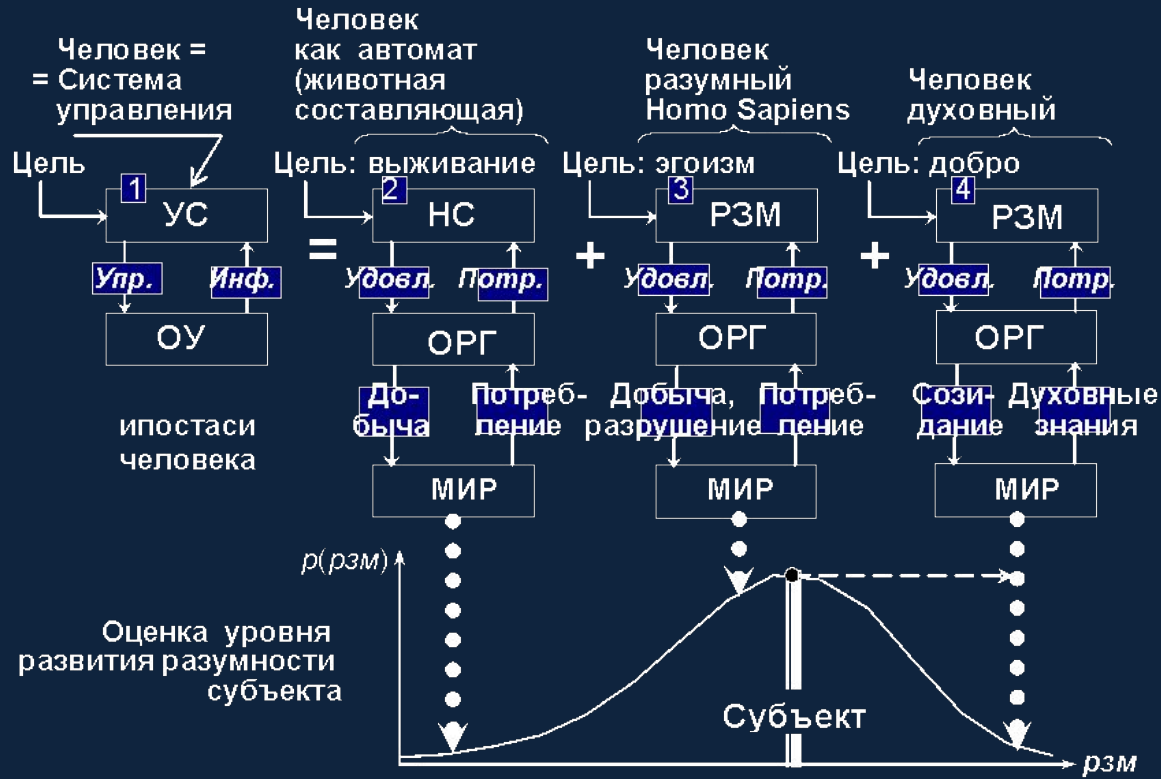 Человек =
= Система
управления
Человек
как автомат
(животная
составляющая)
Человек
разумный
Homo Sapiens
Человек
духовный
Цель
Цель: выживание
Цель: эгоизм
Цель: добро
1
УС
=
2
НС
+
3
РЗМ
+
4
РЗМ
Упр.
Инф.
Удовл.
Потр.
Удовл.
Потр.
Удовл.
Потр.
ОУ
ОРГ
ОРГ
ОРГ
До-
быча
Потреб-
ление
Добыча,
разрушение
Потреб-
ление
Сози-
дание
Духовные
знания
ипостаси
человека
МИР
МИР
МИР
р(рзм)
Оценка уровня
развития разумности
субъекта
Субъект
рзм